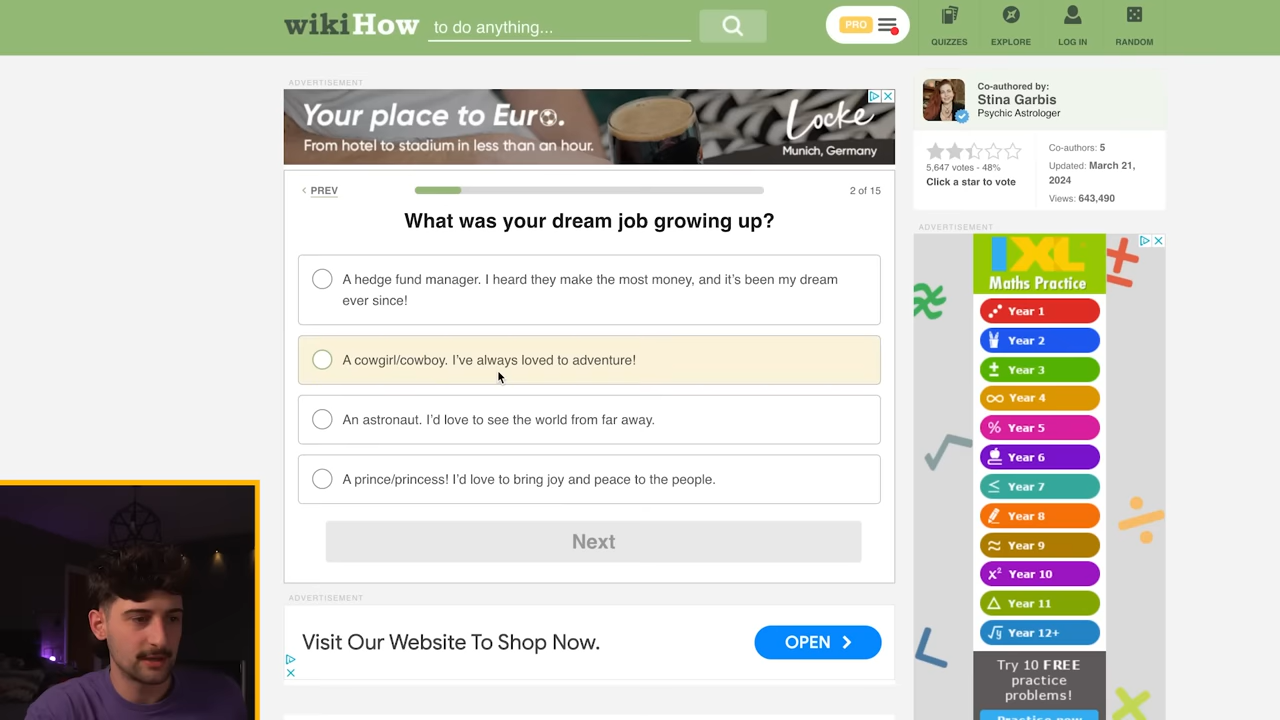 wikiHow to do anything...
PRO
QUIZZES
EXPLORE
LOG IN
RANDOM
ADVERTISEMENT
Your place to Euro.
From hotel to stadium in less than an hour.
Locke
Munich, Germany
PREV
2 of 15
What was your dream job growing up?
A hedge fund manager. I heard they make the most money, and it's been my dream
ever since!
A cowgirl/cowboy. I've always loved to adventure!
An astronaut. I'd love to see the world from far away.
A prince/princess! I'd love to bring joy and peace to the people.
Next
ADVERTISEMENT
Visit Our Website To Shop Now.
OPEN
Co-authored by:
Stina Garbis
Psychic Astrologer
5,647 votes - 48%
Click a star to vote
Co-authors: 5
Updated: March 21,
2024
Views: 643,490
ADVERTISEMENT
IXL
Maths Practice
Year 1
Year 2
± Year 3
∞ Year 4
% Year 5
Year 6
≤ Year 7
Year 8
≈ Year 9
x² Year 10
△ Year 11
√y Year 12+
Try 10 FREE
practice
problems!
Practice now